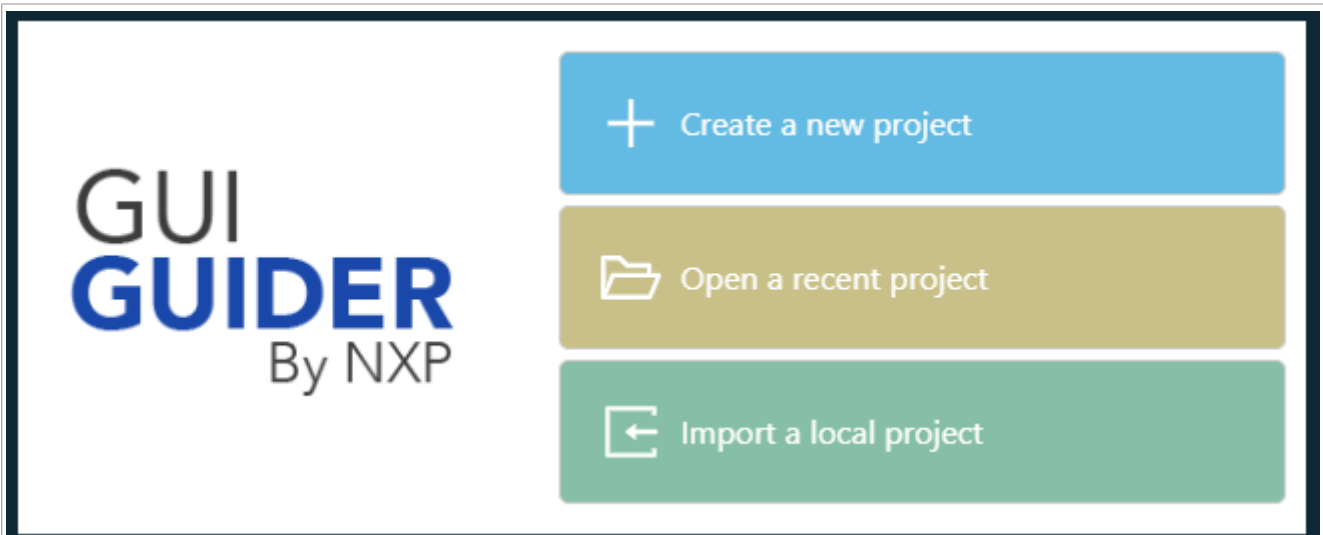 GUI
GUIDER
By NXP
Create a new project
Open a recent project
Import a local project